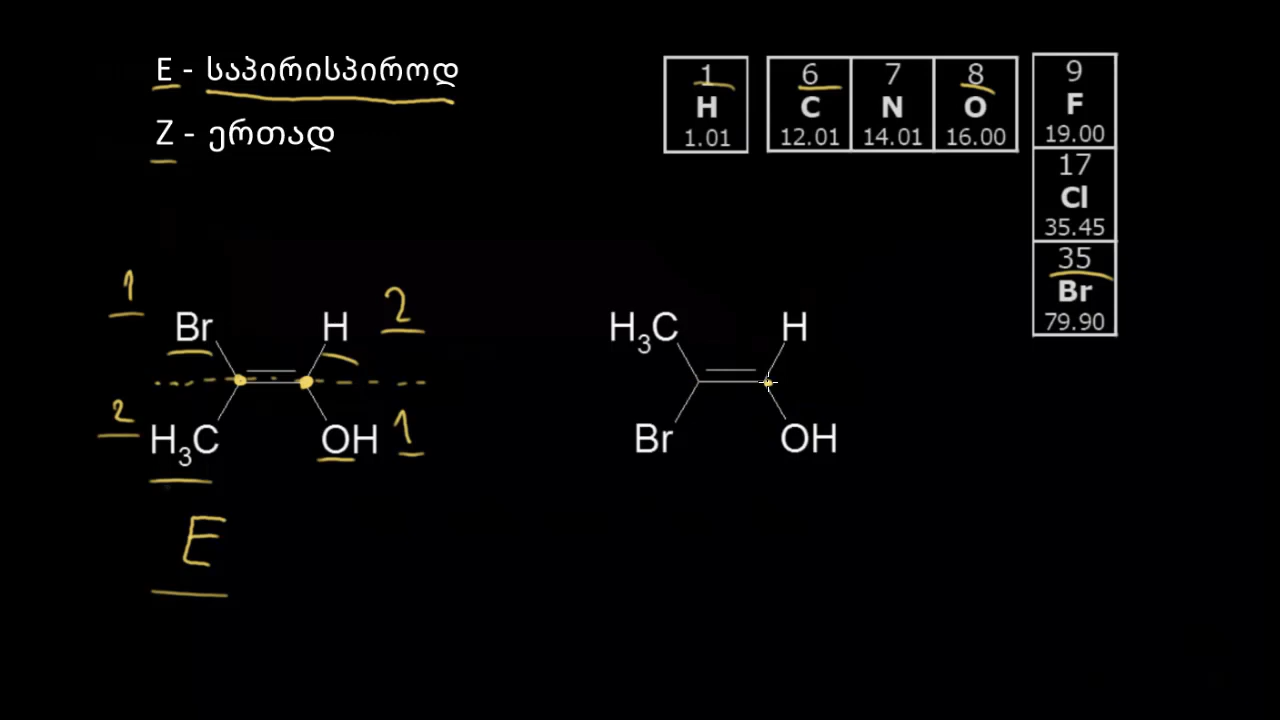 E - საპირისპიროდ
Z - ერთად
1 6 7 8 9
H C N O F
1.01 12.01 14.01 16.00 19.00
17
Cl
35.45
35
Br
79.90
1 Br H 2
2 H3C OH 1
E
H3C H
Br OH